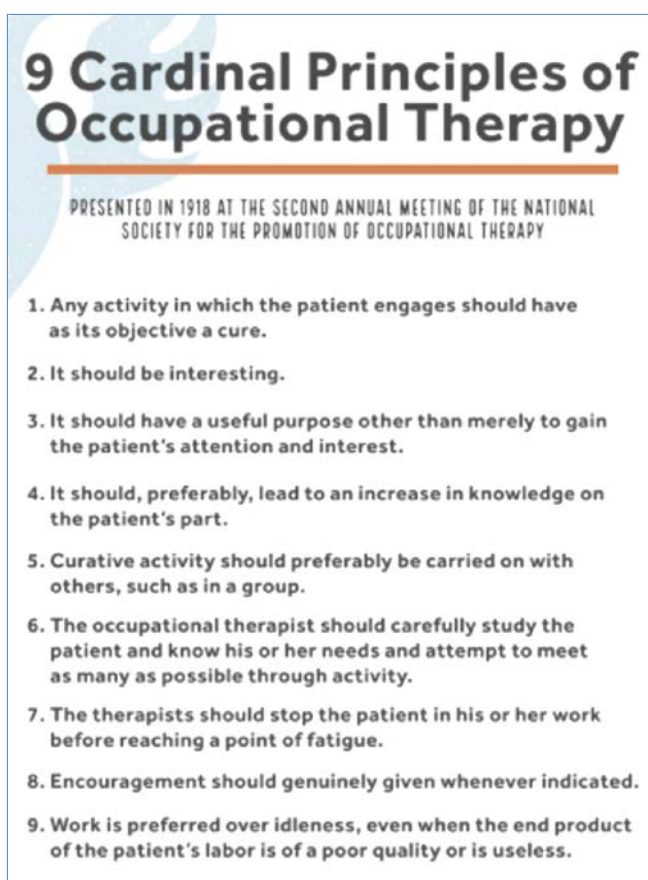 9 Cardinal Principles of
Occupational Therapy
PRESENTED IN 1918 AT THE SECOND ANNUAL MEETING OF THE NATIONAL
SOCIETY FOR THE PROMOTION OF OCCUPATIONAL THERAPY
1. Any activity in which the patient engages should have
as its objective a cure.
2. It should be interesting.
3. It should have a useful purpose other than merely to gain
the patient's attention and interest.
4. It should, preferably, lead to an increase in knowledge on
the patient's part.
5. Curative activity should preferably be carried on with
others, such as in a group.
6. The occupational therapist should carefully study the
patient and know his or her needs and attempt to meet
as many as possible through activity.
7. The therapists should stop the patient in his or her work
before reaching a point of fatigue.
8. Encouragement should genuinely given whenever indicated.
9. Work is preferred over idleness, even when the end product
of the patient's labor is of a poor quality or is useless.